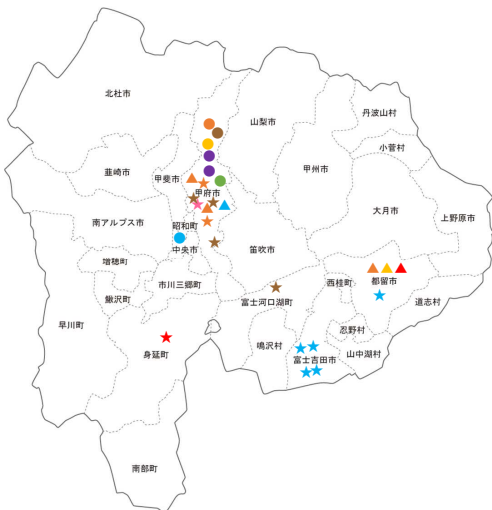 北杜市
山梨市
丹波山村
小菅村
韮崎市
甲斐市
甲州市
甲府市
大月市
上野原市
南アルプス市
昭和町
中央市
笛吹市
増穂町
市川三郷町
西桂町
都留市
鰍沢町
富士河口湖町
道志村
早川町
身延町
鳴沢村
忍野村
富士吉田市
山中湖村
南部町